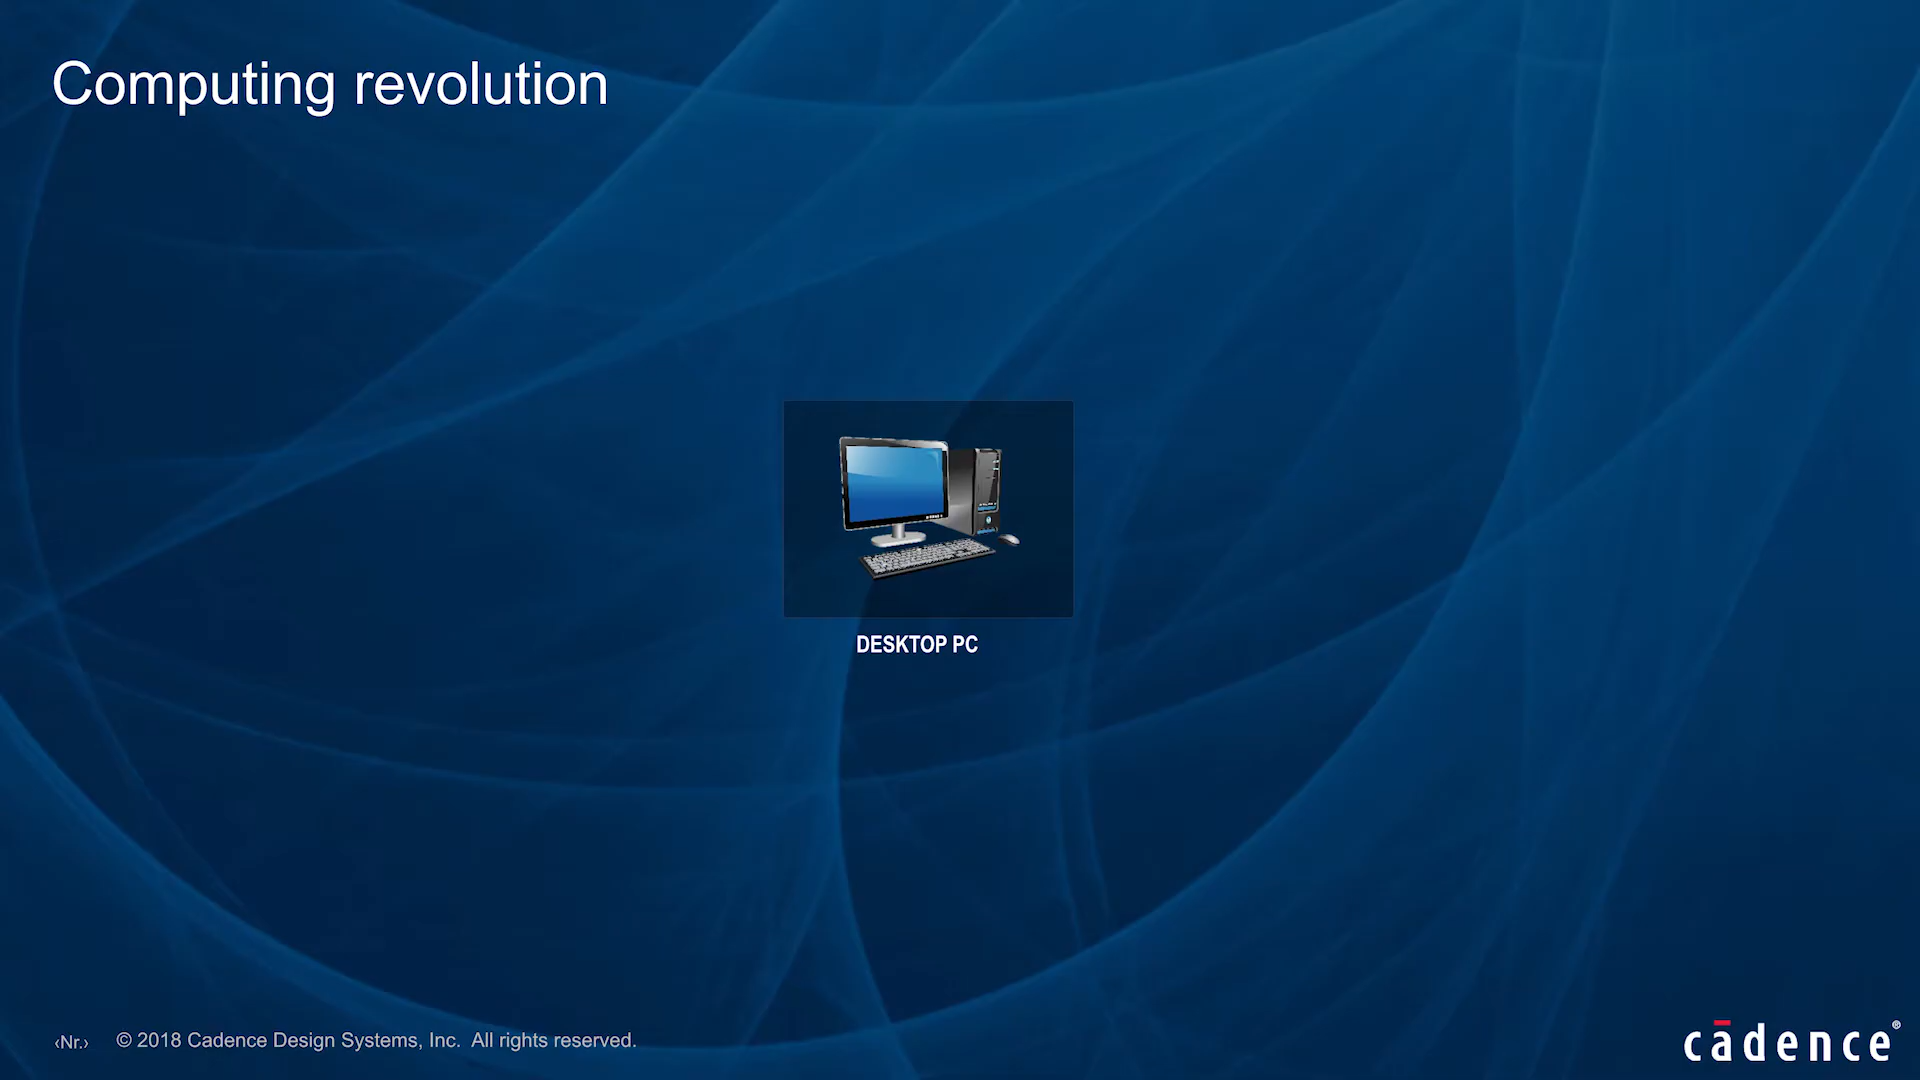 Computing revolution
DESKTOP PC
‹Nr.› © 2018 Cadence Design Systems, Inc. All rights reserved.
cādence®